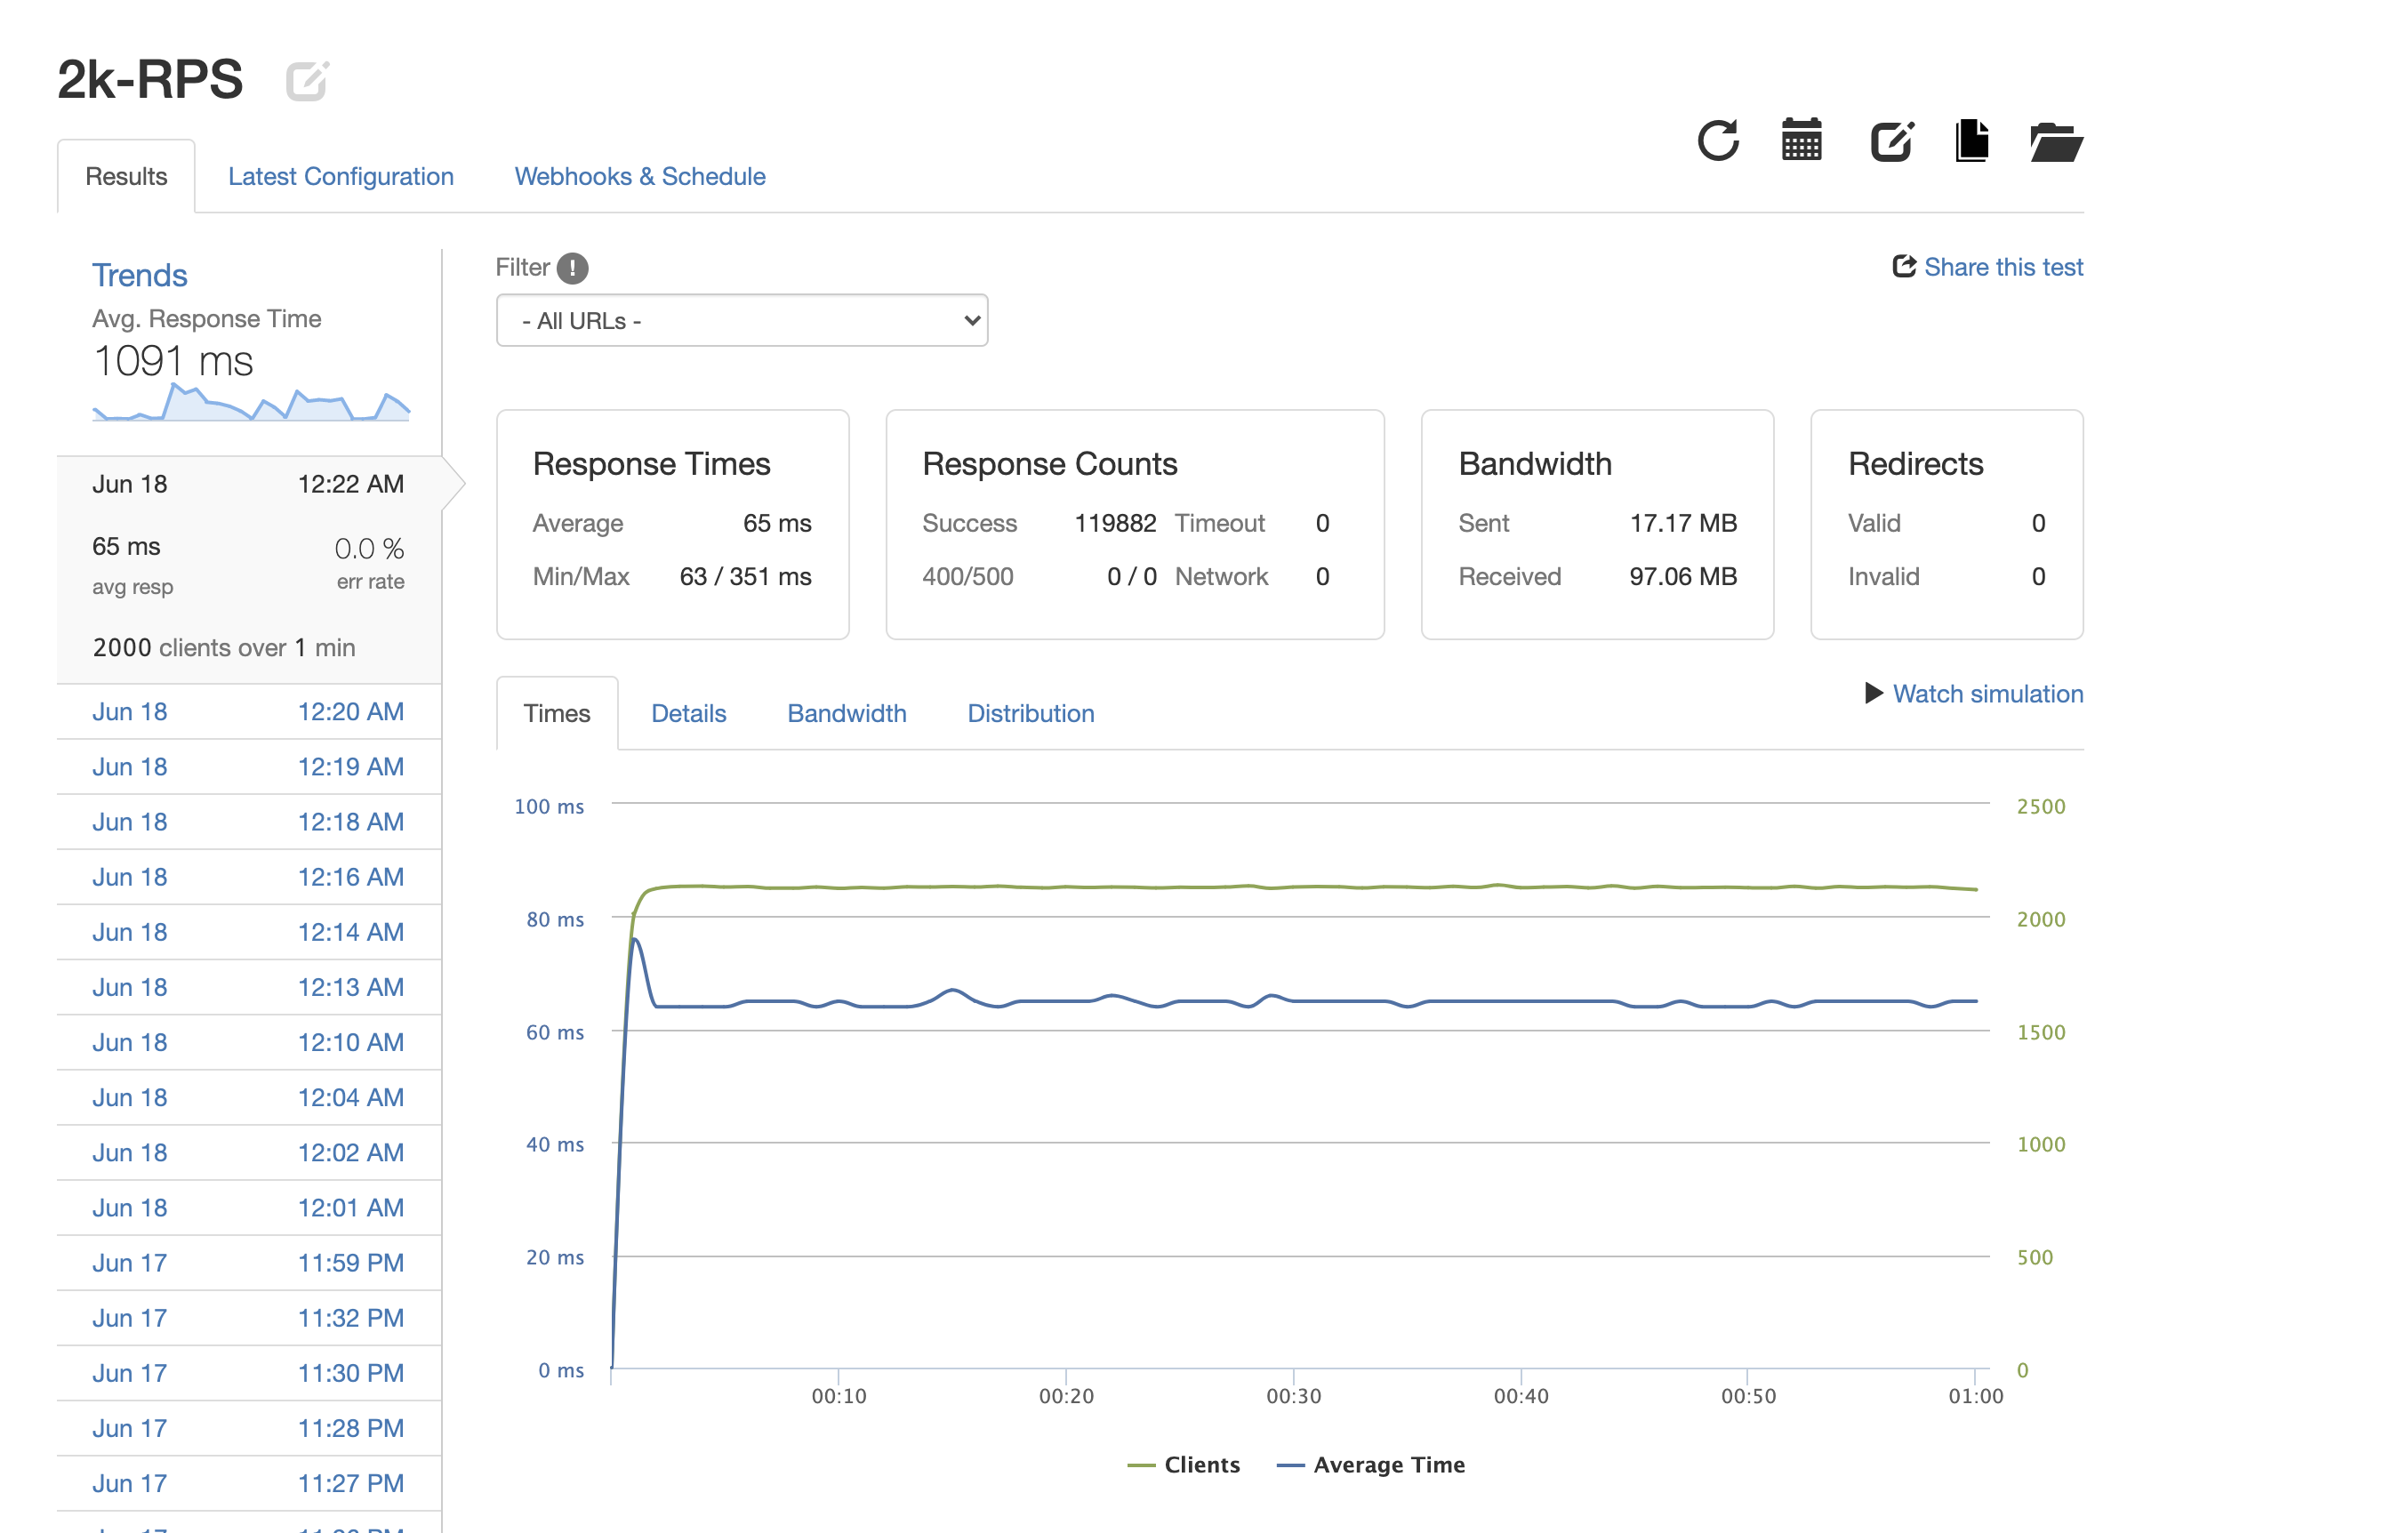 2k-RPS
Results
Latest Configuration
Webhooks & Schedule
Trends
Avg. Response Time
1091 ms
Jun 18 12:22 AM
65 ms 0.0 %
avg resp err rate
2000 clients over 1 min
Jun 18 12:20 AM
Jun 18 12:19 AM
Jun 18 12:18 AM
Jun 18 12:16 AM
Jun 18 12:14 AM
Jun 18 12:13 AM
Jun 18 12:10 AM
Jun 18 12:04 AM
Jun 18 12:02 AM
Jun 18 12:01 AM
Jun 17 11:59 PM
Jun 17 11:32 PM
Jun 17 11:30 PM
Jun 17 11:28 PM
Jun 17 11:27 PM
Filter !
Share this test
- All URLs -
Response Times
Average 65 ms
Min/Max 63 / 351 ms
Response Counts
Success 119882 Timeout 0
400/500 0 / 0 Network 0
Bandwidth
Sent 17.17 MB
Received 97.06 MB
Redirects
Valid 0
Invalid 0
Times
Details
Bandwidth
Distribution
Watch simulation
100 ms 2500
80 ms 2000
60 ms 1500
40 ms 1000
20 ms 500
0 ms 0
00:10 00:20 00:30 00:40 00:50 01:00
Clients Average Time